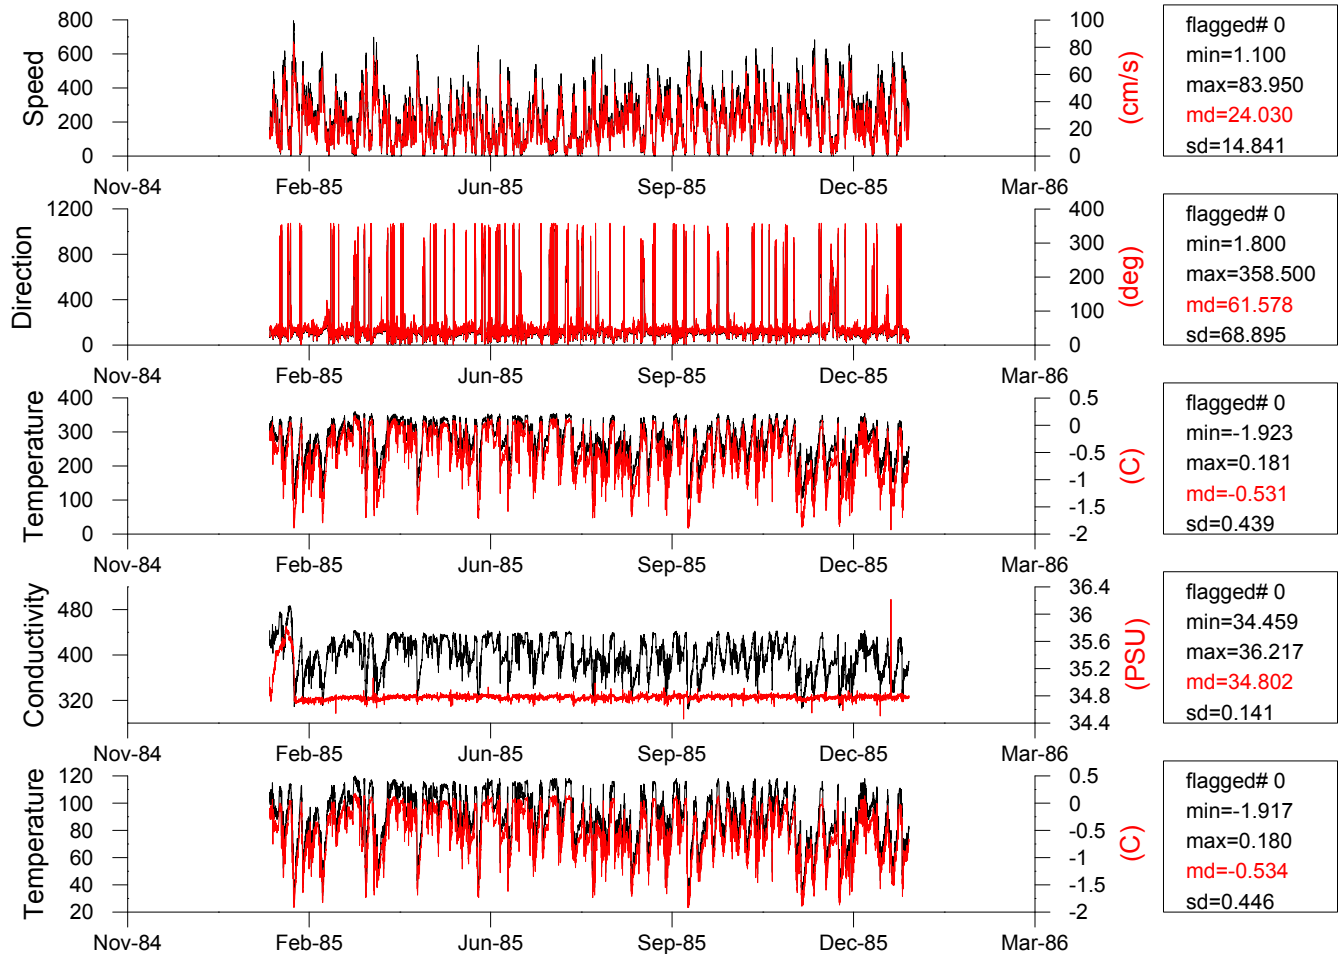 Speed
800
600
400
200
0
100
80
60
40
20
0
(cm/s)
Nov-84 Feb-85 Jun-85 Sep-85 Dec-85 Mar-86
flagged# 0
min=1.100
max=83.950
md=24.030
sd=14.841
Direction
1200
800
400
0
400
300
200
100
0
(deg)
Nov-84 Feb-85 Jun-85 Sep-85 Dec-85 Mar-86
flagged# 0
min=1.800
max=358.500
md=61.578
sd=68.895
Temperature
400
300
200
100
0
0.5
0
-0.5
-1
-1.5
-2
(C)
Nov-84 Feb-85 Jun-85 Sep-85 Dec-85 Mar-86
flagged# 0
min=-1.923
max=0.181
md=-0.531
sd=0.439
Conductivity
480
400
320
36.4
36
35.6
35.2
34.8
34.4
(PSU)
Nov-84 Feb-85 Jun-85 Sep-85 Dec-85 Mar-86
flagged# 0
min=34.459
max=36.217
md=34.802
sd=0.141
Temperature
120
100
80
60
40
20
0.5
0
-0.5
-1
-1.5
-2
(C)
Nov-84 Feb-85 Jun-85 Sep-85 Dec-85 Mar-86
flagged# 0
min=-1.917
max=0.180
md=-0.534
sd=0.446